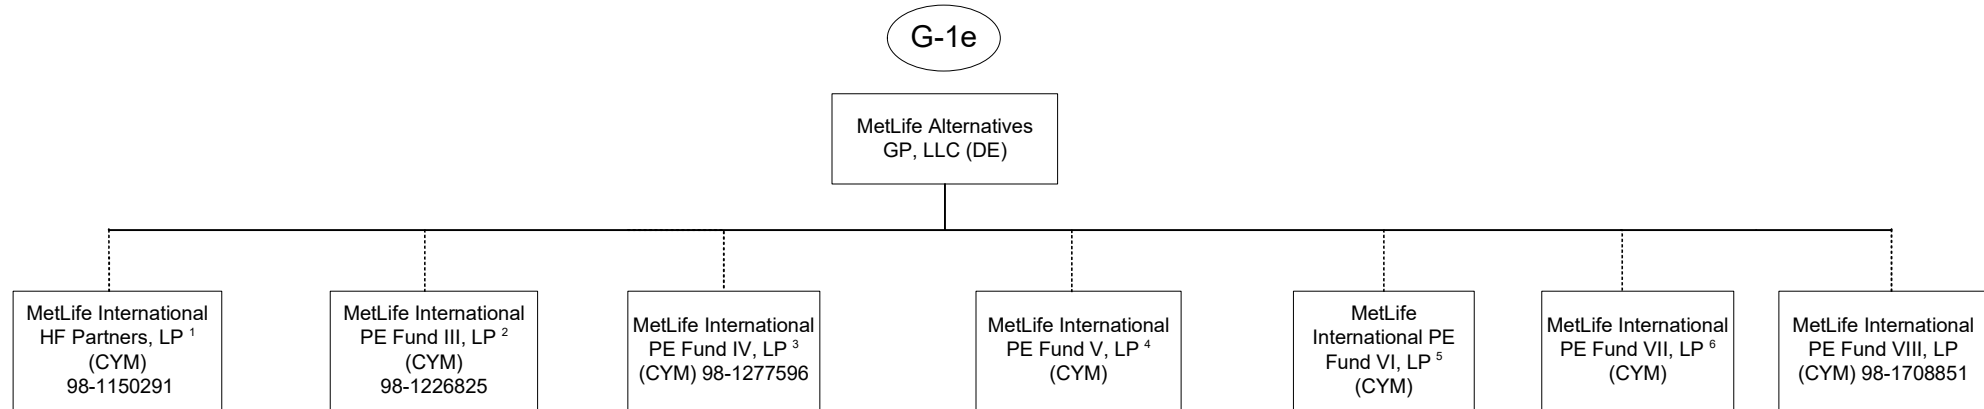 G-1e
MetLife Alternatives
GP, LLC (DE)
MetLife International
HF Partners, LP ¹
(CYM)
98-1150291
MetLife International
PE Fund III, LP ²
(CYM)
98-1226825
MetLife International
PE Fund IV, LP ³
(CYM) 98-1277596
MetLife International
PE Fund V, LP ⁴
(CYM)
MetLife
International PE
Fund VI, LP ⁵
(CYM)
MetLife International
PE Fund VII, LP ⁶
(CYM)
MetLife International
PE Fund VIII, LP
(CYM) 98-1708851